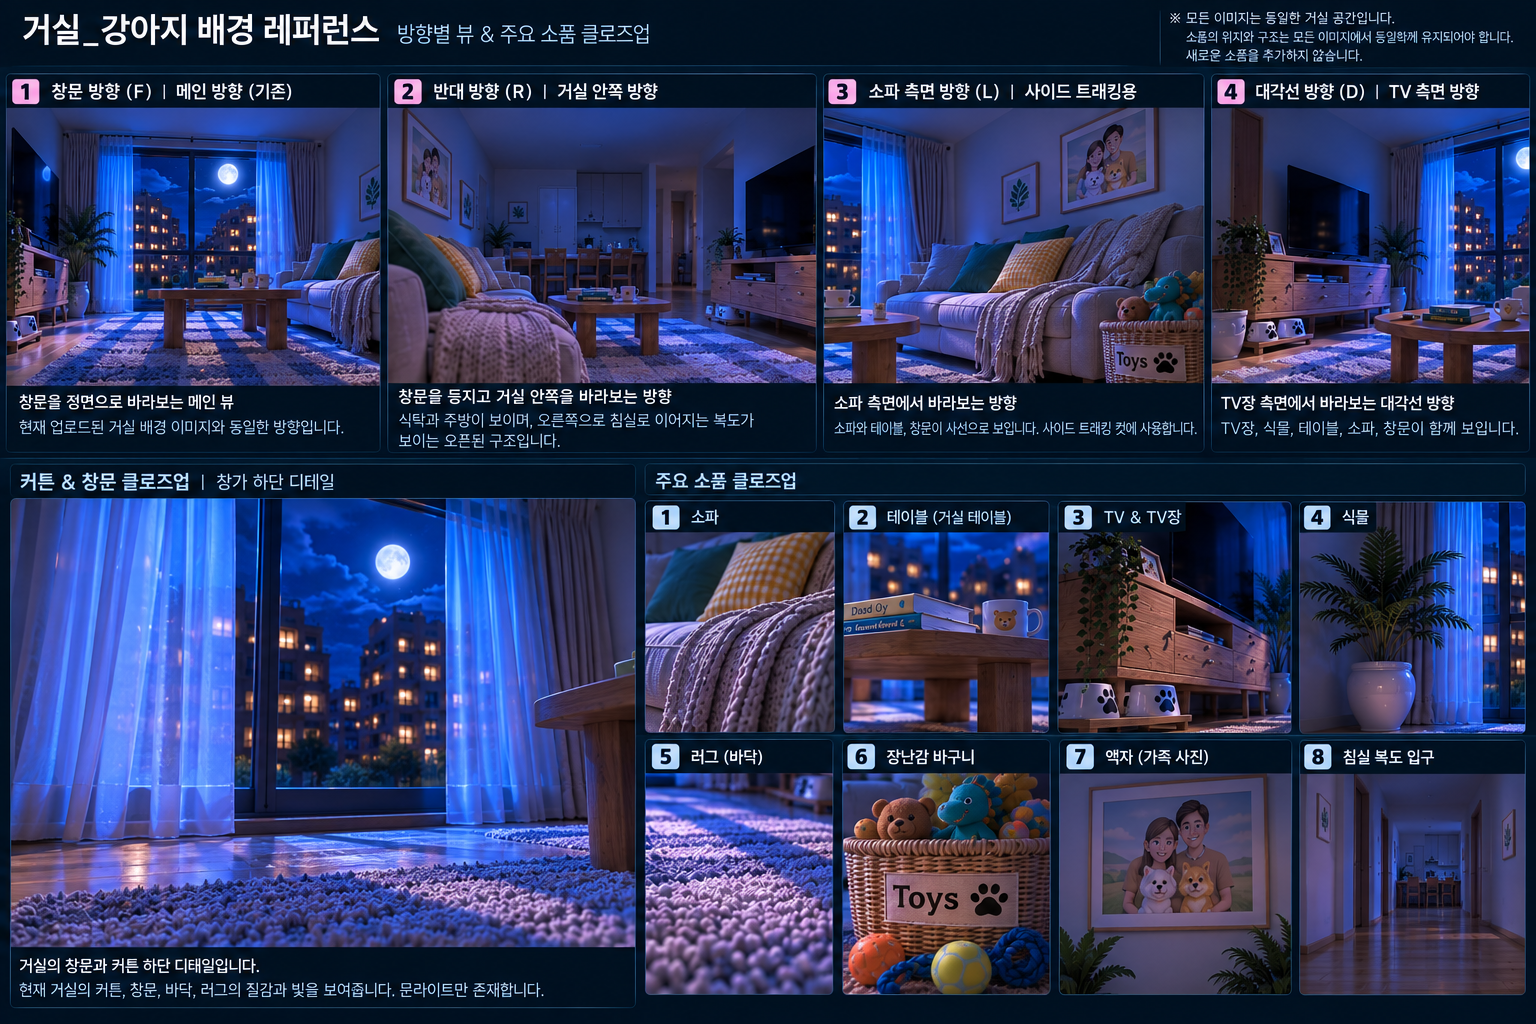 거실_강아지 배경 레퍼런스 방향별 뷰 & 주요 소품 클로즈업
※ 모든 이미지는 동일한 거실 공간입니다.
소품의 위치와 구조는 모든 이미지에서 동일하게 유지되어야 합니다.
새로운 소품을 추가하지 않습니다.
1 창문 방향 (F) | 메인 방향 (기존)
창문을 정면으로 바라보는 메인 뷰
현재 업로드된 거실 배경 이미지와 동일한 방향입니다.
2 반대 방향 (R) | 거실 안쪽 방향
창문을 등지고 거실 안쪽을 바라보는 방향
식탁과 주방이 보이며, 오른쪽으로 침실로 이어지는 복도가
보이는 오픈된 구조입니다.
3 소파 측면 방향 (L) | 사이드 트래킹용
Toys
소파 측면에서 바라보는 방향
소파와 테이블, 창문이 사선으로 보입니다. 사이드 트래킹 컷에 사용합니다.
4 대각선 방향 (D) | TV 측면 방향
TV장 측면에서 바라보는 대각선 방향
TV장, 식물, 테이블, 소파, 창문이 함께 보입니다.
커튼 & 창문 클로즈업 | 창가 하단 디테일
거실의 창문과 커튼 하단 디태일입니다.
현재 거실의 커튼, 창문, 바닥, 러그의 질감과 빛을 보여줍니다. 문라이트만 존재합니다.
주요 소품 클로즈업
1 소파
2 테이블 (거실 테이블)
3 TV & TV장
4 식물
5 러그 (바닥)
6 장난감 바구니
Toys
7 액자 (가족 사진)
8 침실 복도 입구